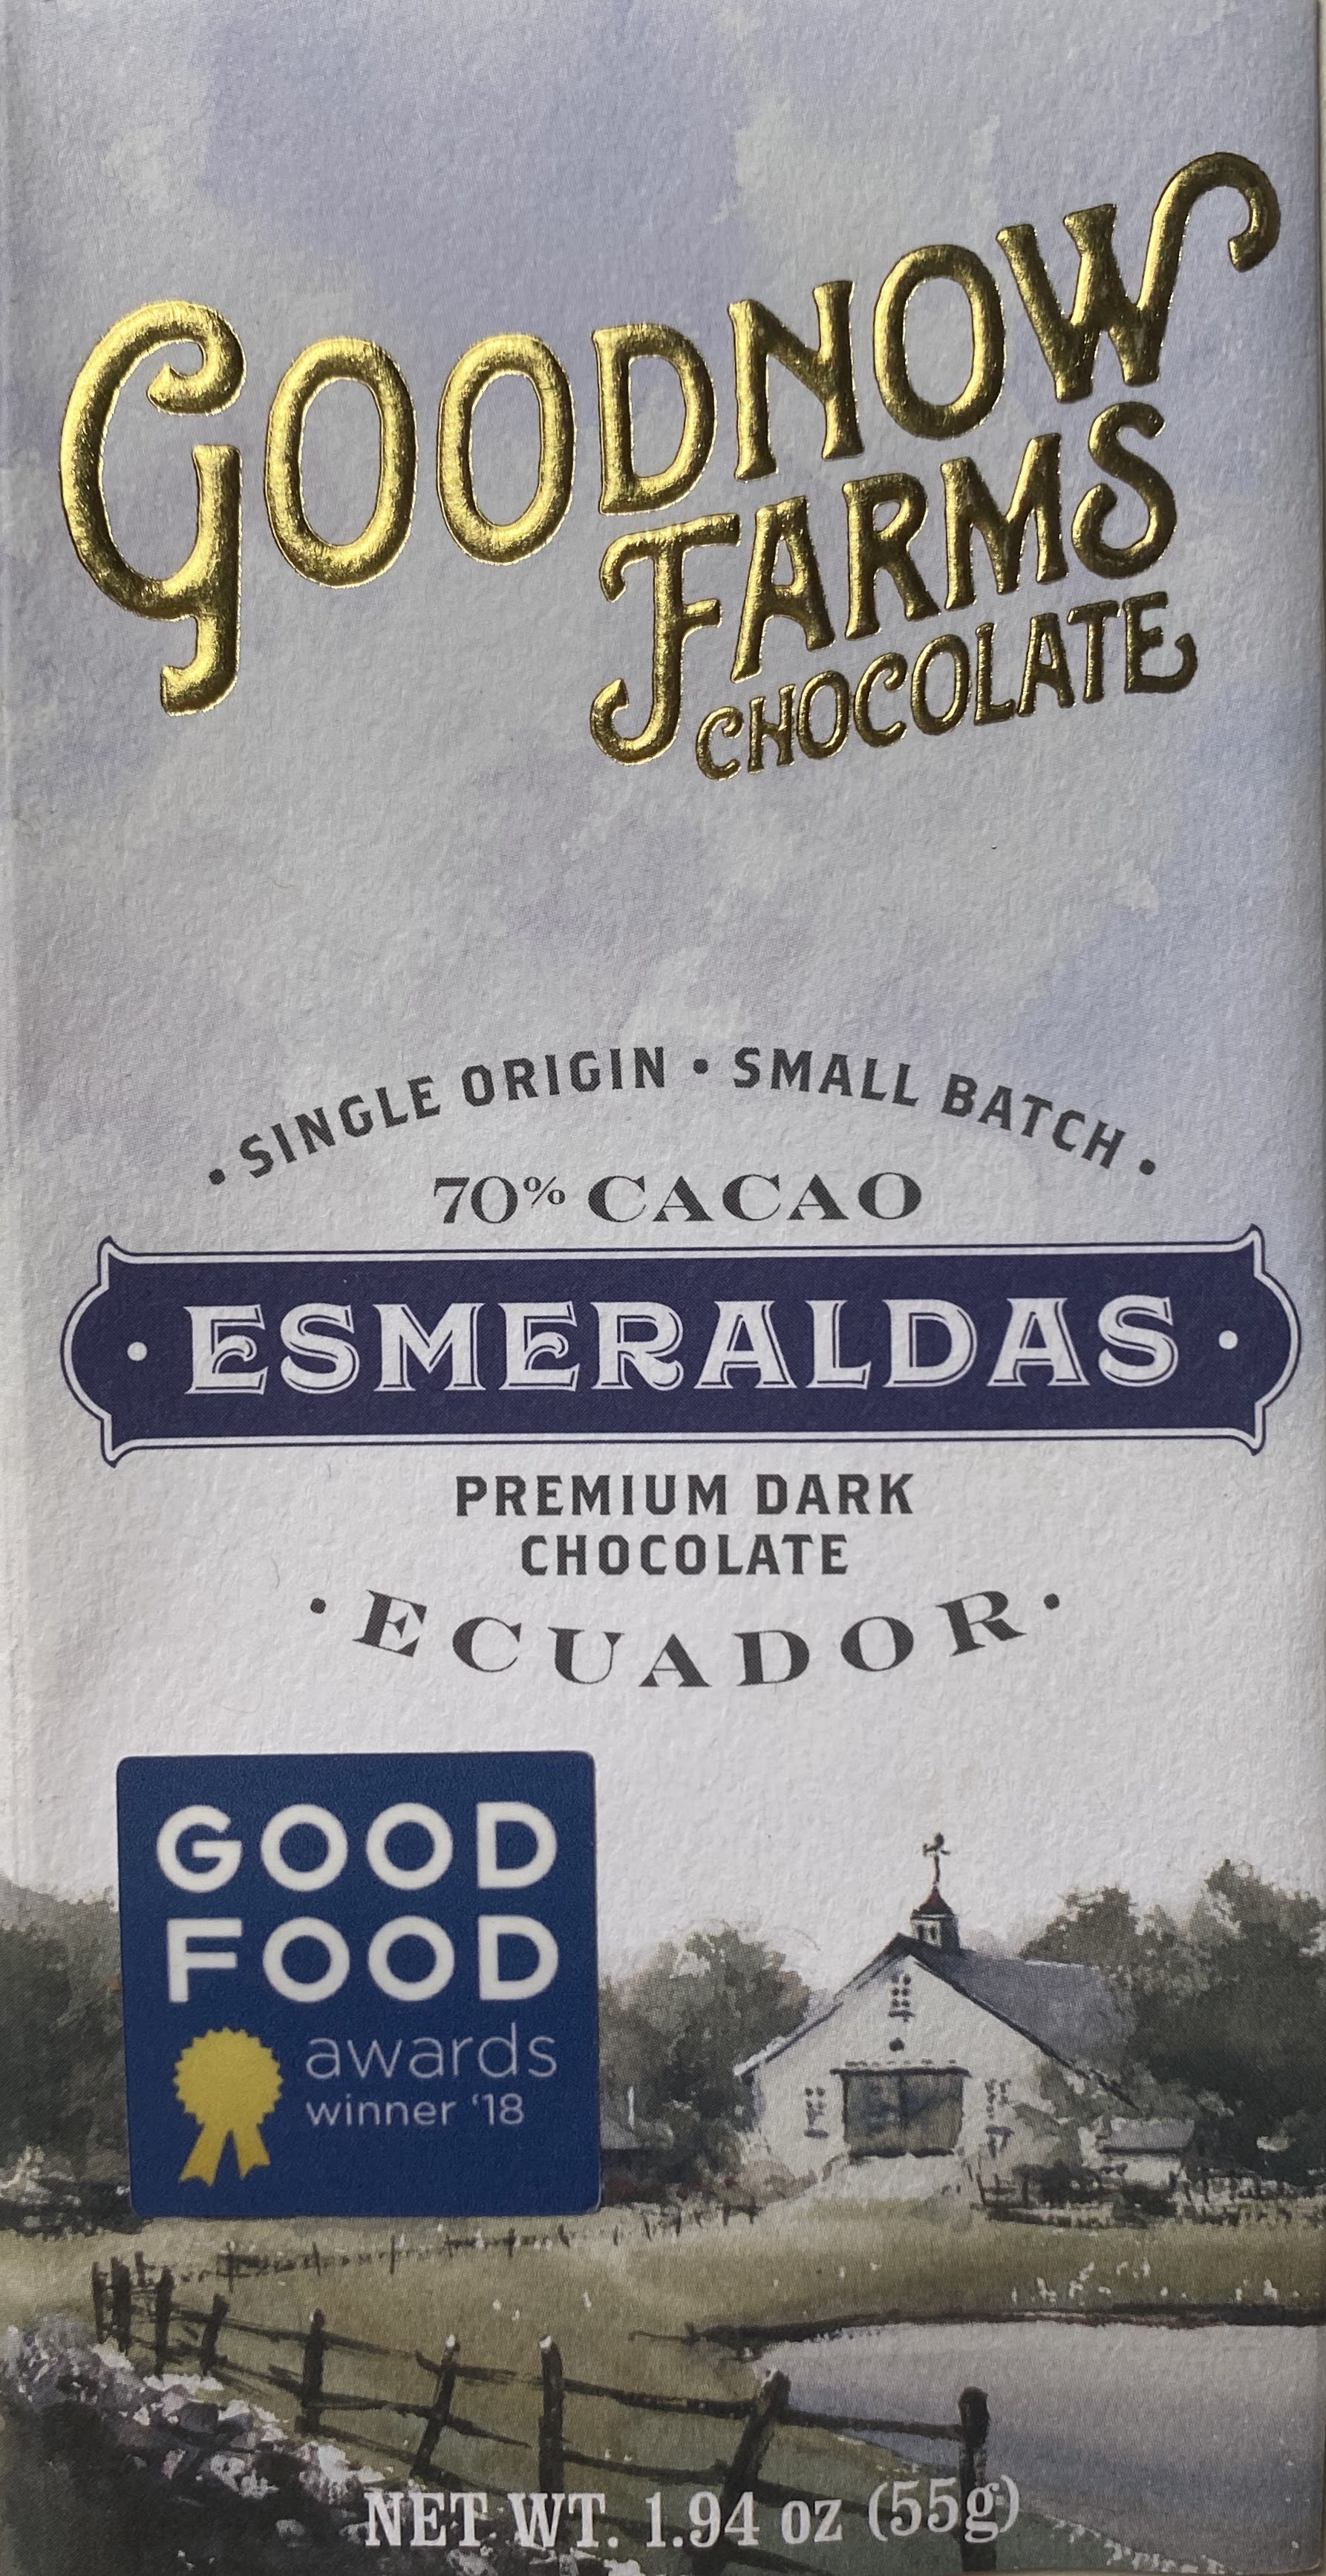 GOODNOW
FARMS
CHOCOLATE
• SINGLE ORIGIN • SMALL BATCH •
70% CACAO
• ESMERALDAS •
PREMIUM DARK
CHOCOLATE
• ECUADOR •
GOOD
FOOD
awards
winner ‘18
NET WT. 1.94 oz (55g)